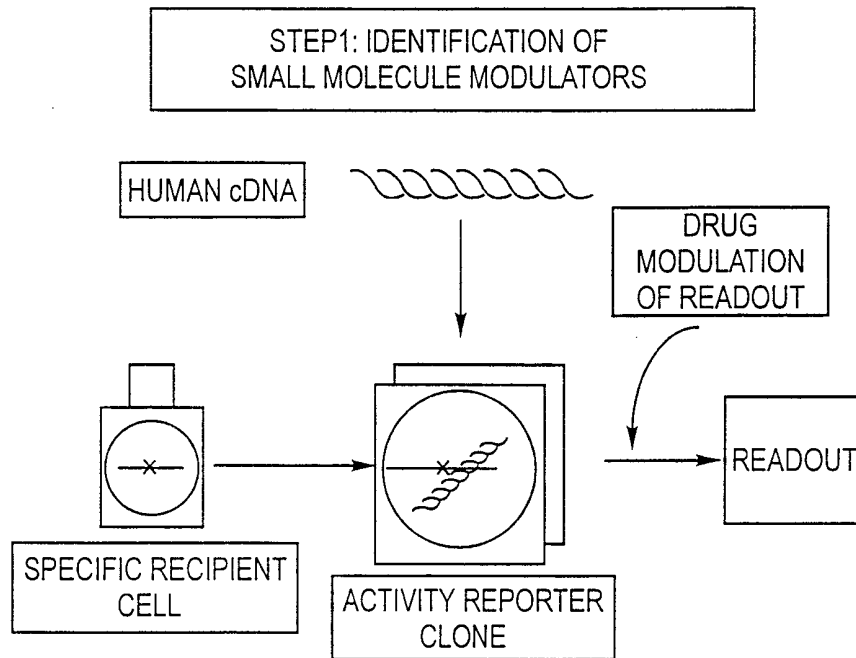 STEP1: IDENTIFICATION OF
SMALL MOLECULE MODULATORS
HUMAN cDNA
DRUG
MODULATION
OF READOUT
READOUT
SPECIFIC RECIPIENT
CELL
ACTIVITY REPORTER
CLONE